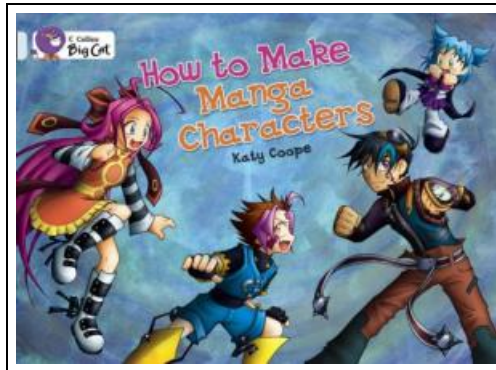 Collins
Big Cat
How to Make
Manga
Characters
Katy Coope